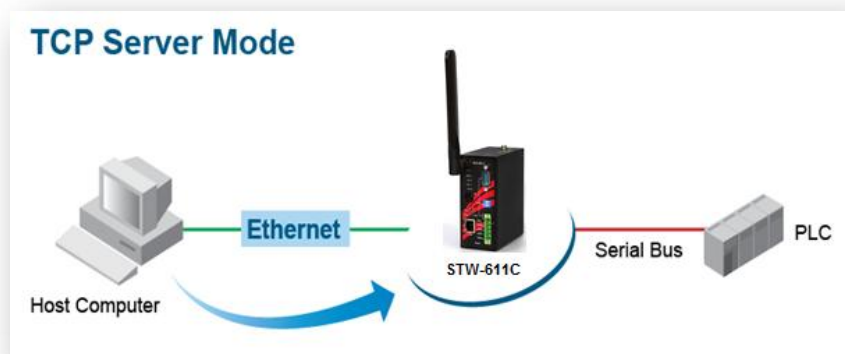 TCP Server Mode
Ethernet
STW-611C
Serial Bus
PLC
Host Computer